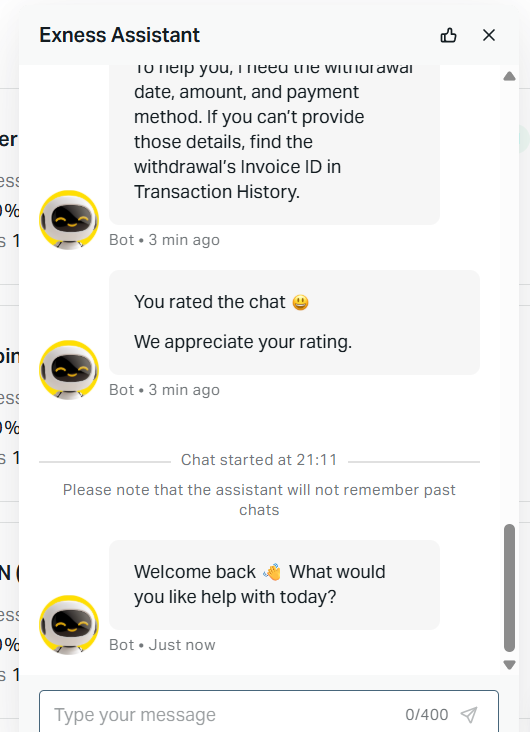 Exness Assistant
To help you, I need the withdrawal
date, amount, and payment
method. If you can't provide
those details, find the
withdrawal's Invoice ID in
Transaction History.
Bot • 3 min ago
You rated the chat 😃
We appreciate your rating.
Bot • 3 min ago
Chat started at 21:11
Please note that the assistant will not remember past
chats
Welcome back 👋 What would
you like help with today?
Bot • Just now
Type your message
0/400